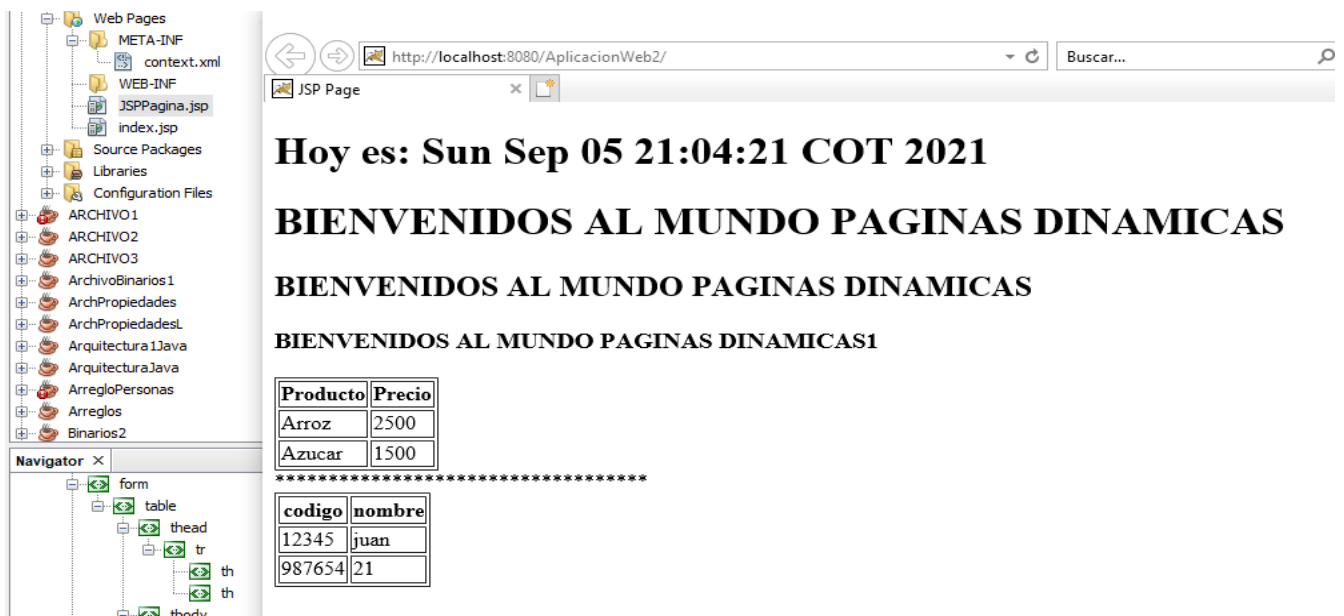 Web Pages
META-INF
context.xml
WEB-INF
JSPPagina.jsp
index.jsp
Source Packages
Libraries
Configuration Files
ARCHIVO1
ARCHIVO2
ARCHIVO3
ArchivoBinarios1
ArchPropiedades
ArchPropiedadesL
Arquitectura1Java
ArquitecturaJava
ArregloPersonas
Arreglos
Binarios2
Navigator ×
form
table
thead
tr
th
th
tbody
http://localhost:8080/AplicacionWeb2/
Buscar...
JSP Page
Hoy es: Sun Sep 05 21:04:21 COT 2021
BIENVENIDOS AL MUNDO PAGINAS DINAMICAS
BIENVENIDOS AL MUNDO PAGINAS DINAMICAS
BIENVENIDOS AL MUNDO PAGINAS DINAMICAS1
Producto Precio
Arroz 2500
Azucar 1500
***********************************
codigo nombre
12345 juan
987654 21